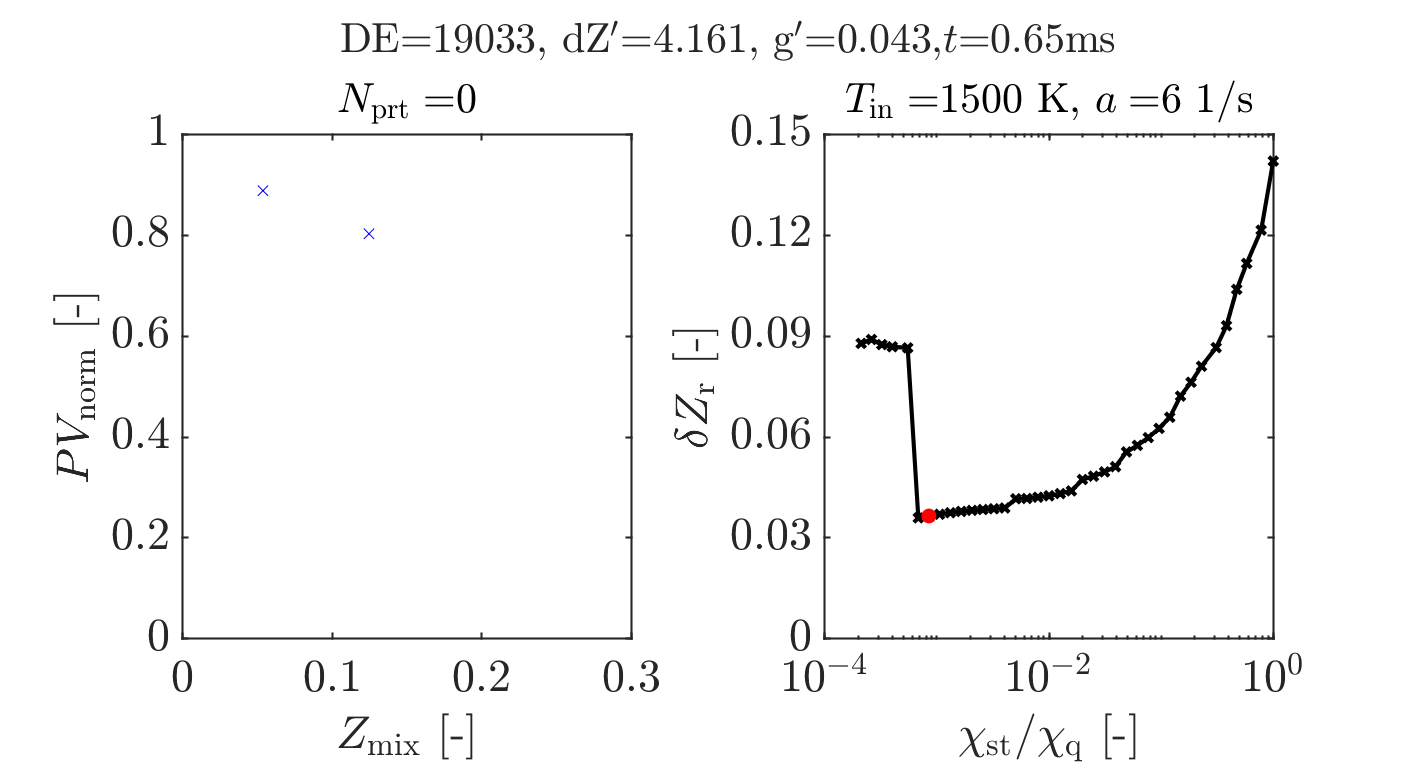 DE=19033, dZ′=4.161, g′=0.043,t=0.65ms
N_prt =0
T_in =1500 K, a =6 1/s
1
0.8
0.6
0.4
0.2
0
PV_norm [-]
0
0.1
0.2
0.3
Z_mix [-]
0.15
0.12
0.09
0.06
0.03
0
δZ_r [-]
10⁻⁴
10⁻²
10⁰
χ_st/χ_q [-]